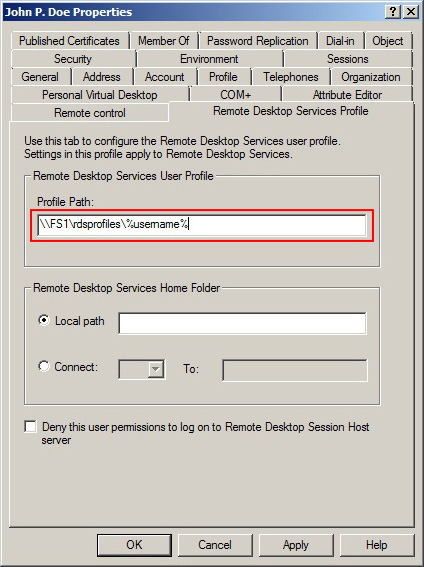 John P. Doe Properties
Published Certificates Member Of Password Replication Dial-in Object
Security Environment Sessions
General Address Account Profile Telephones Organization
Personal Virtual Desktop COM+ Attribute Editor
Remote control Remote Desktop Services Profile
Use this tab to configure the Remote Desktop Services user profile.
Settings in this profile apply to Remote Desktop Services.
Remote Desktop Services User Profile
Profile Path:
\\FS1\rdsprofiles\%username%
Remote Desktop Services Home Folder
Local path
Connect: To:
Deny this user permissions to log on to Remote Desktop Session Host
server
OK Cancel Apply Help